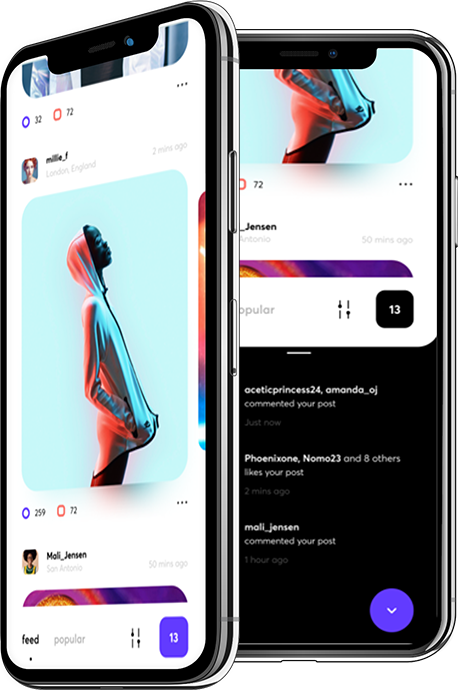 32
72
millie_f
London, England
2 mins ago
259
72
Mali_Jensen
San Antonio
50 mins ago
feed
popular
13
72
_Jensen
Antonio
50 mins ago
opular
13
aceticprincess24, amanda_oj
commented your post
Just now
Phoenixone, Nomo23 and 8 others
likes your post
2 mins ago
mali_jensen
commented your post
1 hour ago